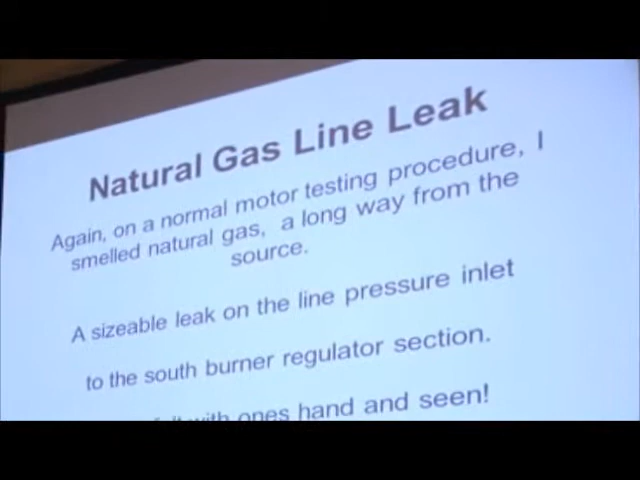 Natural Gas Line Leak
Again, on a normal motor testing procedure, I
smelled natural gas, a long way from the
source.
A sizeable leak on the line pressure inlet
to the south burner regulator section.
with ones hand and seen!